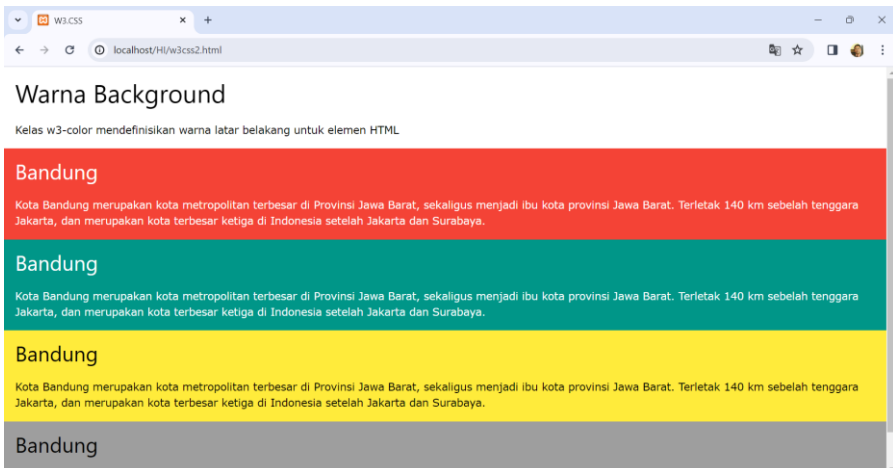 W3.CSS
localhost/HI/w3css2.html
Warna Background
Kelas w3-color mendefinisikan warna latar belakang untuk elemen HTML
Bandung
Kota Bandung merupakan kota metropolitan terbesar di Provinsi Jawa Barat, sekaligus menjadi ibu kota provinsi Jawa Barat. Terletak 140 km sebelah tenggara
Jakarta, dan merupakan kota terbesar ketiga di Indonesia setelah Jakarta dan Surabaya.
Bandung
Kota Bandung merupakan kota metropolitan terbesar di Provinsi Jawa Barat, sekaligus menjadi ibu kota provinsi Jawa Barat. Terletak 140 km sebelah tenggara
Jakarta, dan merupakan kota terbesar ketiga di Indonesia setelah Jakarta dan Surabaya.
Bandung
Kota Bandung merupakan kota metropolitan terbesar di Provinsi Jawa Barat, sekaligus menjadi ibu kota provinsi Jawa Barat. Terletak 140 km sebelah tenggara
Jakarta, dan merupakan kota terbesar ketiga di Indonesia setelah Jakarta dan Surabaya.
Bandung